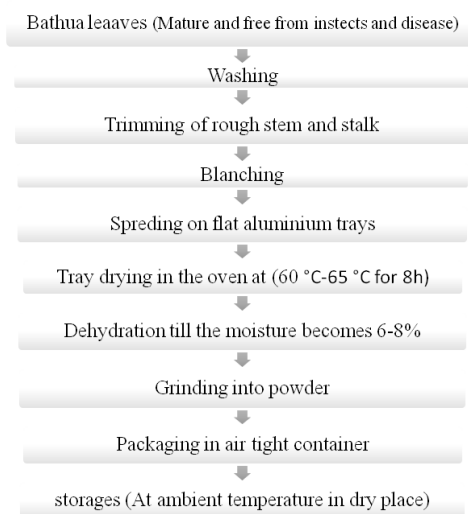 Bathua leaaves (Mature and free from instects and disease)
Washing
Trimming of rough stem and stalk
Blanching
Spreding on flat aluminium trays
Tray drying in the oven at (60 °C-65 °C for 8h)
Dehydration till the moisture becomes 6-8%
Grinding into powder
Packaging in air tight container
storages (At ambient temperature in dry place)